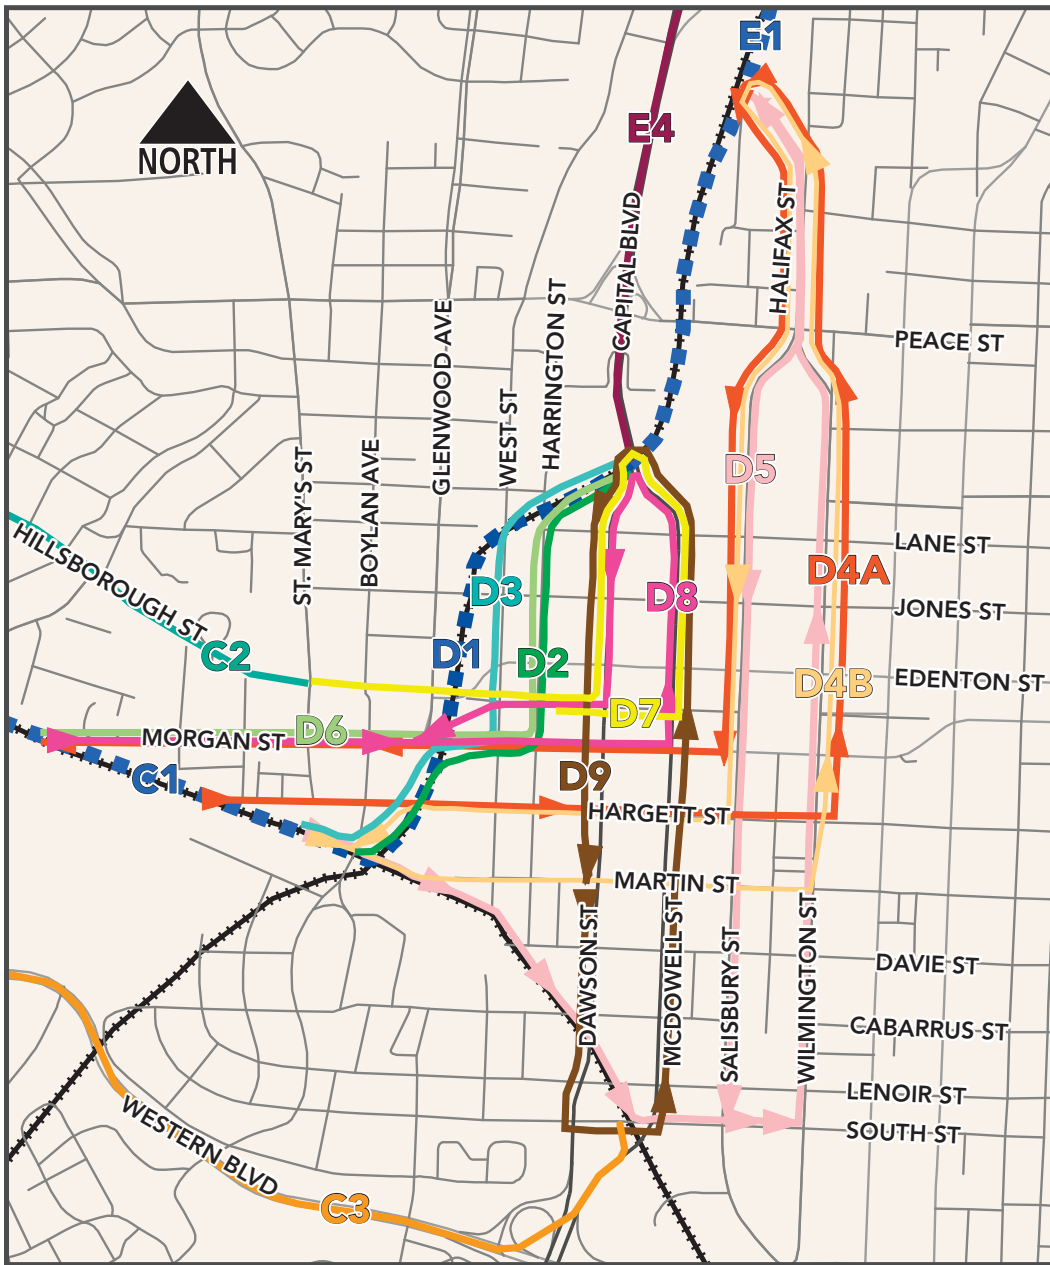 E1
E4
NORTH
CAPITAL BLVD
HALIFAX ST
HARRINGTON ST
GLENWOOD AVE
PEACE ST
WEST ST
BOYLAN AVE
ST. MARY'S ST
D5
HILLSBOROUGH ST
LANE ST
D4A
D3
D8
JONES ST
C2
D1
D2
D4B
EDENTON ST
D7
D6
MORGAN ST
C1
D9
HARGETT ST
MARTIN ST
DAWSON ST
MCDOWELL ST
SALISBURY ST
WILMINGTON ST
DAVIE ST
CABARRUS ST
LENOIR ST
SOUTH ST
WESTERN BLVD
C3